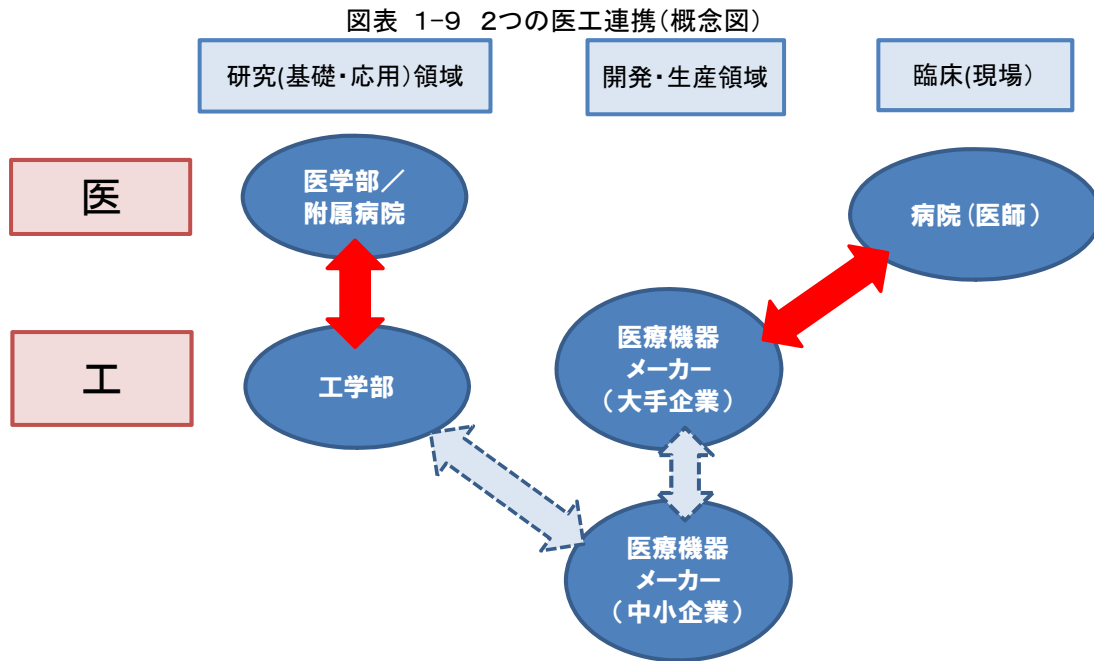 図表 1-9 2つの医工連携(概念図)
研究(基礎・応用)領域
開発・生産領域
臨床(現場)
医
医学部/
附属病院
病院(医師)
工
工学部
医療機器
メーカー
(大手企業)
医療機器
メーカー
(中小企業)